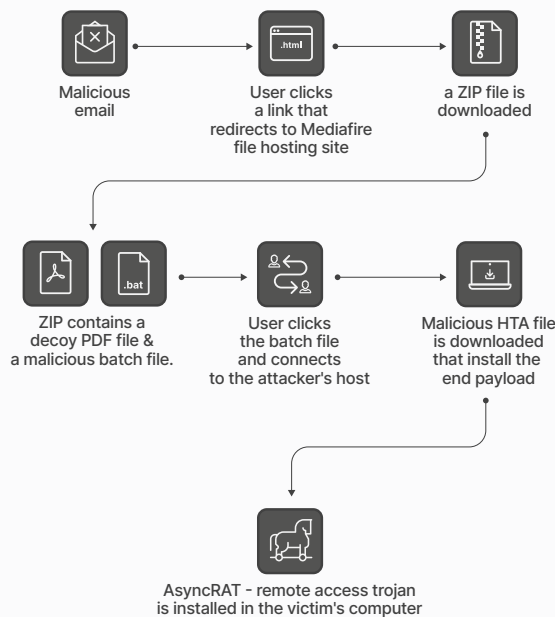 Malicious
email
.html
User clicks
a link that
redirects to Mediafire
file hosting site
a ZIP file is
downloaded
.bat
ZIP contains a
decoy PDF file &
a malicious batch file.
User clicks
the batch file
and connects
to the attacker's host
Malicious HTA file
is downloaded
that install the
end payload
AsyncRAT - remote access trojan
is installed in the victim's computer